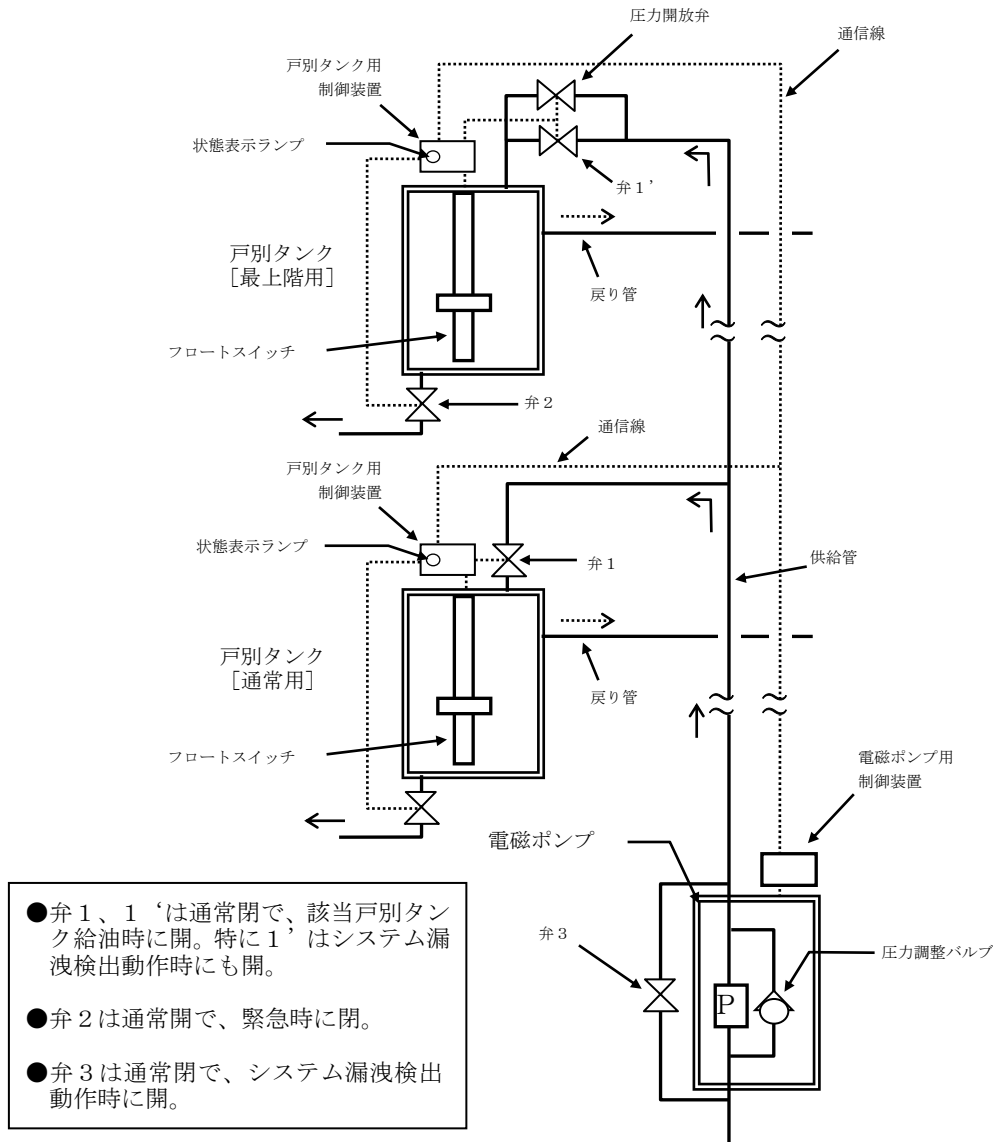 圧力開放弁
通信線
戸別タンク用
制御装置
状態表示ランプ
弁１’
戸別タンク
［最上階用］
戻り管
フロートスイッチ
弁２
通信線
戸別タンク用
制御装置
状態表示ランプ
弁１
供給管
戸別タンク
［通常用］
戻り管
フロートスイッチ
電磁ポンプ用
制御装置
電磁ポンプ
弁３
圧力調整バルブ
P
●弁１、１‘は通常閉で、該当戸別タン
ク給油時に開。特に１’はシステム漏
洩検出動作時にも開。
●弁２は通常開で、緊急時に閉。
●弁３は通常閉で、システム漏洩検出
動作時に開。